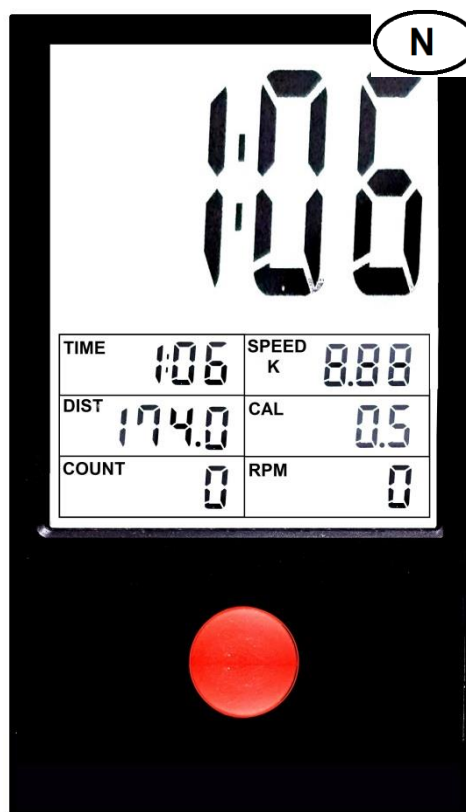 N
1:06
TIME 1:06 SPEED K 8.88
DIST 174.0 CAL 0.5
COUNT 0 RPM 0